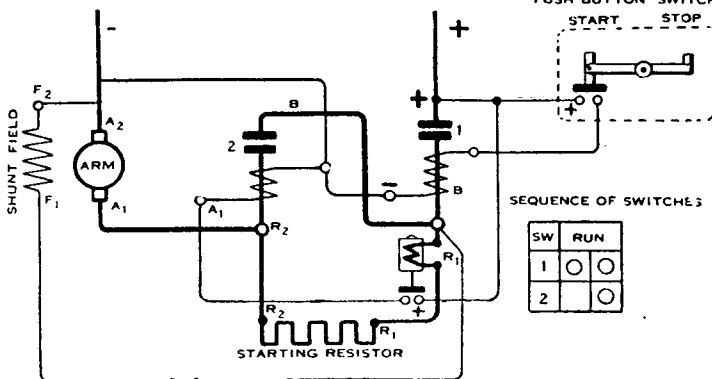 PUSH BUTTON SWITCH
START STOP
- +
F2
A2
B
+
1
+
2
SHUNT FIELD
ARM
F1
A1
A1
R2
-
B
SEQUENCE OF SWITCHES
SW RUN
1
2
R1
+
R2
R1
STARTING RESISTOR